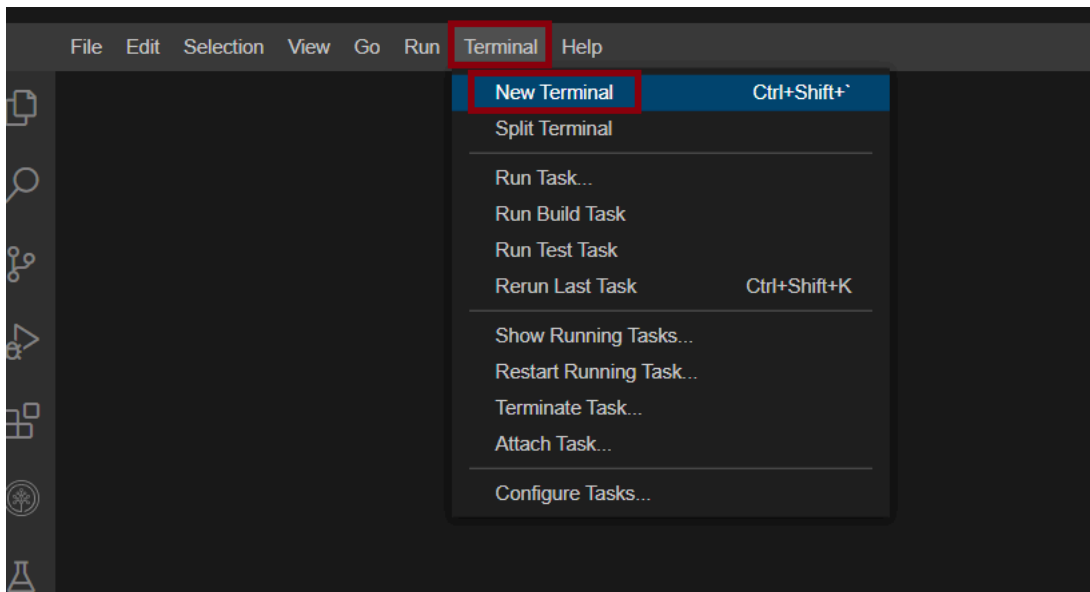 File Edit Selection View Go Run Terminal Help
New Terminal Ctrl+Shift+`
Split Terminal
Run Task...
Run Build Task
Run Test Task
Rerun Last Task Ctrl+Shift+K
Show Running Tasks...
Restart Running Task...
Terminate Task...
Attach Task...
Configure Tasks...